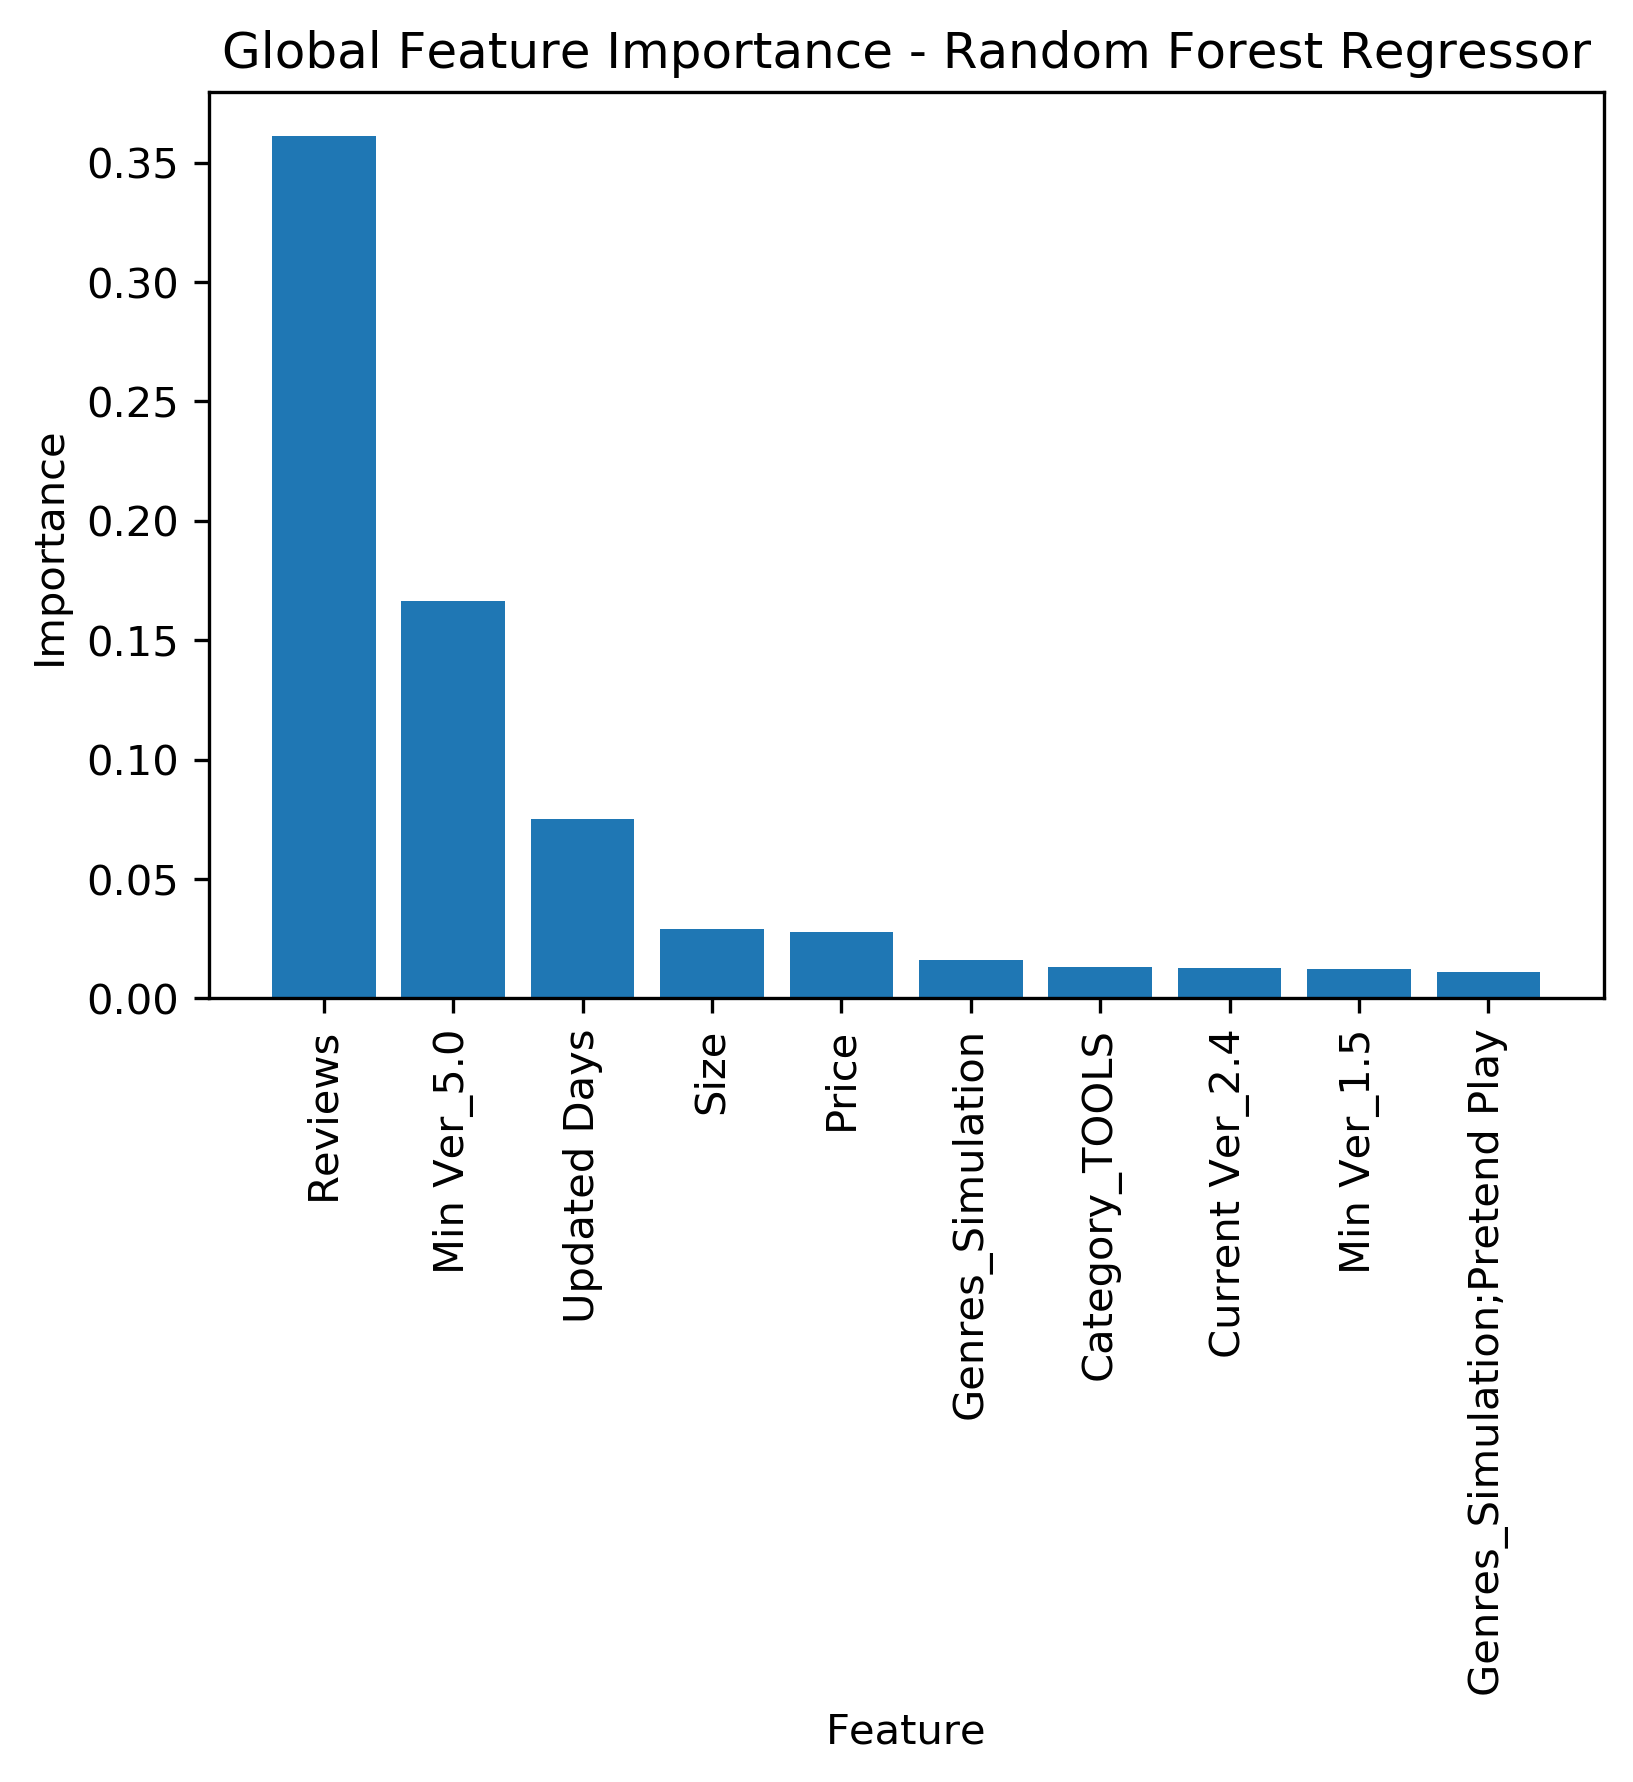 Global Feature Importance - Random Forest Regressor
Importance
0.35
0.30
0.25
0.20
0.15
0.10
0.05
0.00
Reviews
Min Ver_5.0
Updated Days
Size
Price
Genres_Simulation
Category_TOOLS
Current Ver_2.4
Min Ver_1.5
Genres_Simulation;Pretend Play
Feature